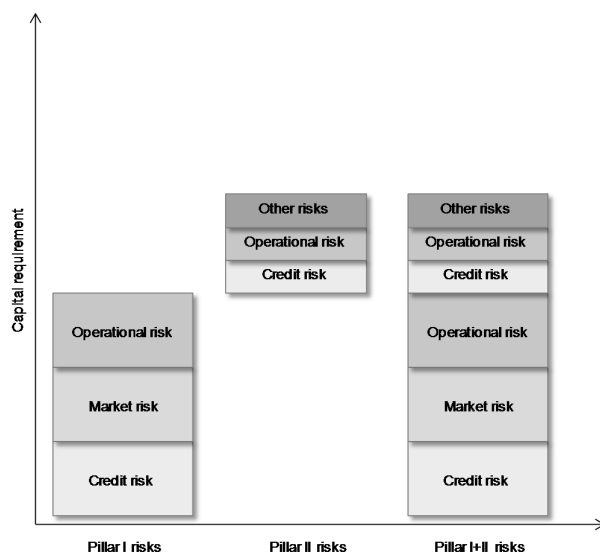 Capital requirement
Other risks
Operational risk
Credit risk
Other risks
Operational risk
Credit risk
Operational risk
Market risk
Credit risk
Operational risk
Market risk
Credit risk
Pillar I risks
Pillar II risks
Pillar I+II risks